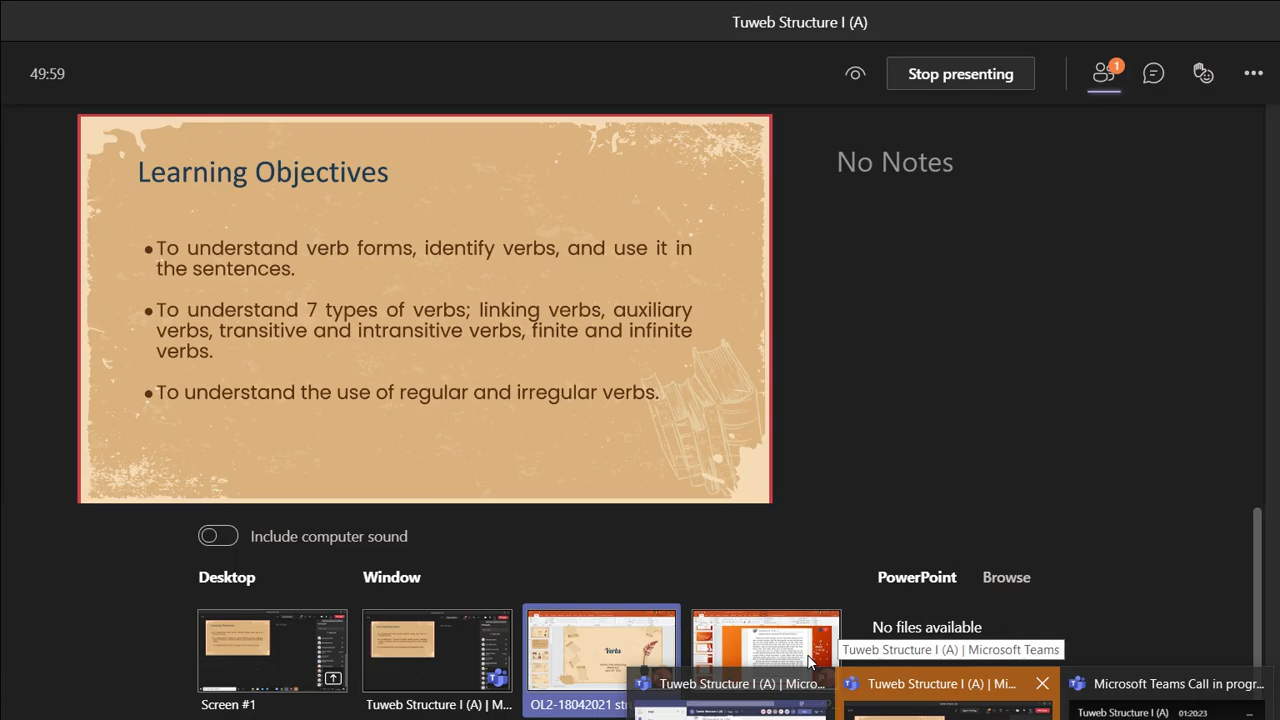 Tuweb Structure I (A)
49:59
Stop presenting
1
Learning Objectives
No Notes
●To understand verb forms, identify verbs, and use it in
the sentences.
●To understand 7 types of verbs; linking verbs, auxiliary
verbs, transitive and intransitive verbs, finite and infinite
verbs.
●To understand the use of regular and irregular verbs.
Include computer sound
Desktop
Window
PowerPoint
Browse
Verbs
No files available
Tuweb Structure I (A) | Microsoft Teams
Tuweb Structure I (A) | Micro...
Tuweb Structure I (A) | Mi...
Microsoft Teams Call in progr...
Screen #1
Tuweb Structure I (A) | M...
OL2-18042021 st
Tuweb Structure I (A)
01:20:23